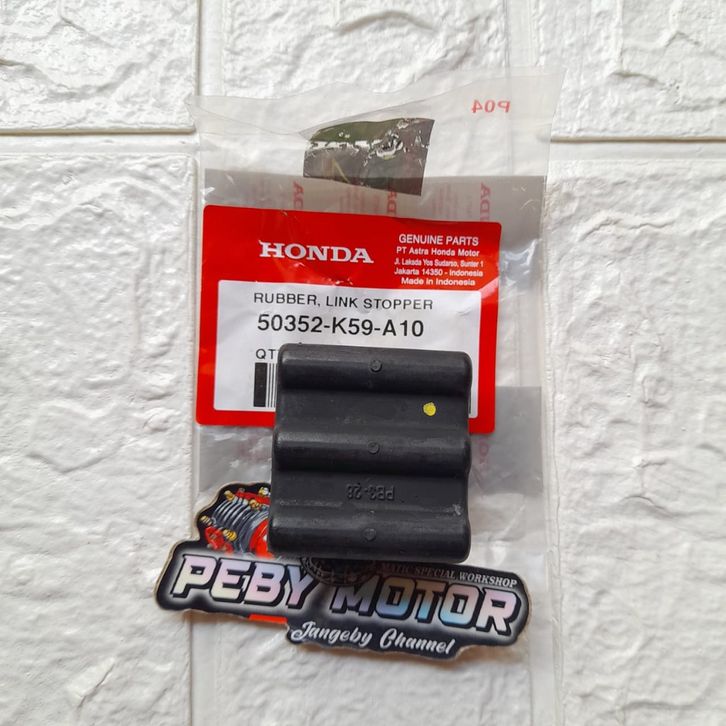 P04
HONDA
GENUINE PARTS
PT Astra Honda Motor
Jl. Laksda Yos Sudarso, Sunter 1
Jakarta 14350 - Indonesia
Made in Indonesia
RUBBER, LINK STOPPER
50352-K59-A10
QT
PB3-28
MATIC SPECIAL WORKSHOP
PEBY MOTOR
Jangeby Channel